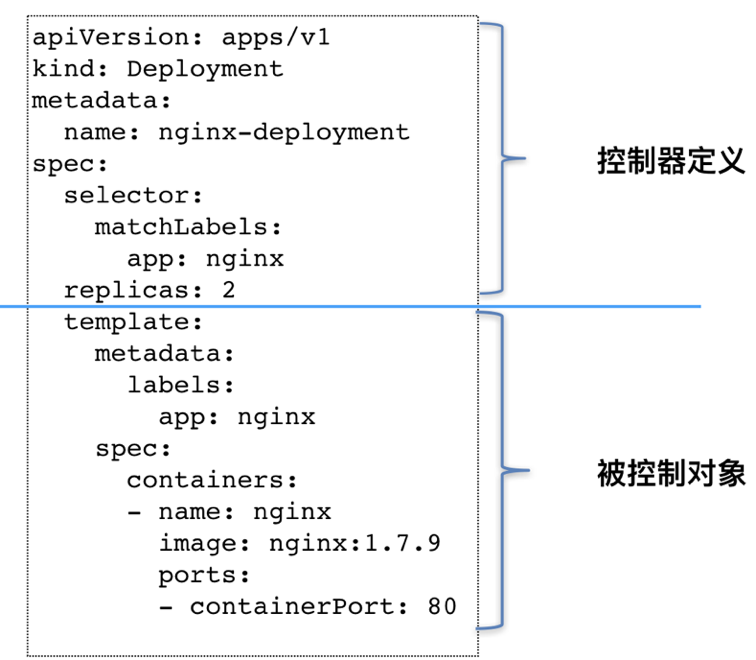 apiVersion: apps/v1
kind: Deployment
metadata:
  name: nginx-deployment
spec:
  selector:
    matchLabels:
      app: nginx
  replicas: 2
控制器定义
  template:
    metadata:
      labels:
        app: nginx
    spec:
      containers:
      - name: nginx
        image: nginx:1.7.9
        ports:
        - containerPort: 80
被控制对象